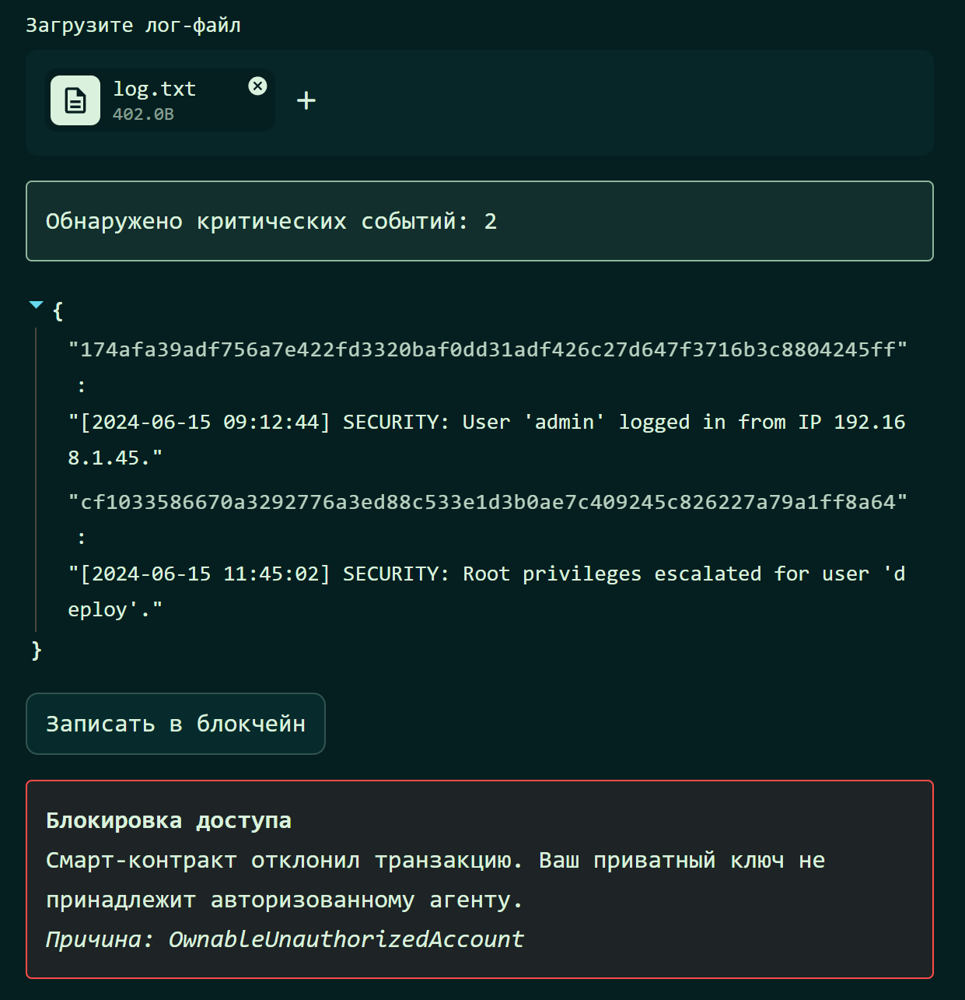 Загрузите лог-файл
log.txt
402.0B
Обнаружено критических событий: 2
{
"174afa39adf756a7e422fd3320baf0dd31adf426c27d647f3716b3c8804245ff"
:
"[2024-06-15 09:12:44] SECURITY: User 'admin' logged in from IP 192.16
8.1.45."
"cf1033586670a3292776a3ed88c533e1d3b0ae7c409245c826227a79a1ff8a64"
:
"[2024-06-15 11:45:02] SECURITY: Root privileges escalated for user 'd
eploy'."
}
Записать в блокчейн
Блокировка доступа
Смарт-контракт отклонил транзакцию. Ваш приватный ключ не
принадлежит авторизованному агенту.
Причина: OwnableUnauthorizedAccount